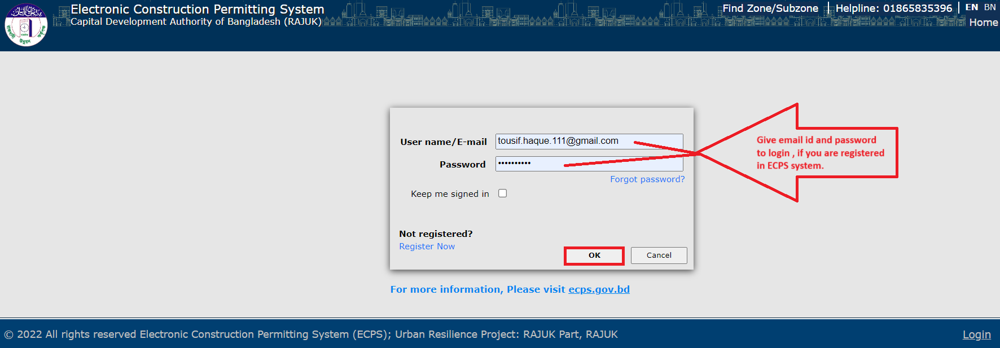 Electronic Construction Permitting System
Capital Development Authority of Bangladesh (RAJUK)
Find Zone/Subzone | Helpline: 01865835396 | EN BN
Home
User name/E-mail tousif.haque.111@gmail.com
Password ••••••••••
Forgot password?
Keep me signed in
Give email id and password
to login , if you are registered
in ECPS system.
Not registered?
Register Now
OK Cancel
For more information, Please visit ecps.gov.bd
© 2022 All rights reserved Electronic Construction Permitting System (ECPS); Urban Resilience Project: RAJUK Part, RAJUK
Login